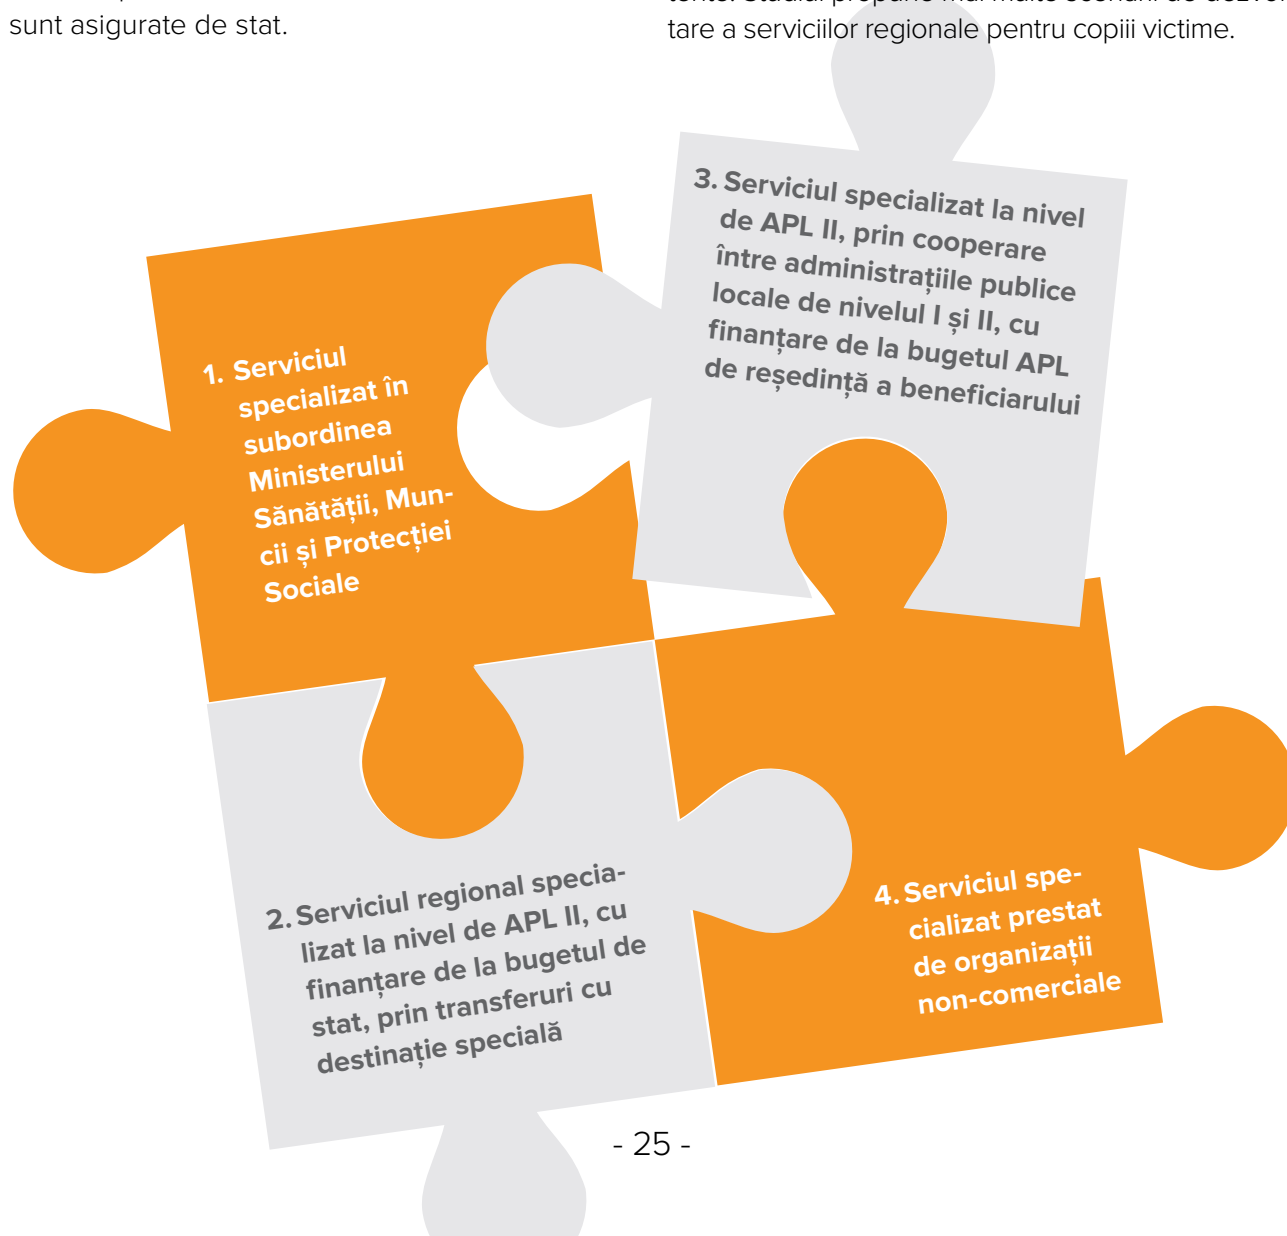 sunt asigurate de stat.
tare a serviciilor regionale pentru copiii victime.
1. Serviciul
specializat în
subordinea
Ministerului
Sănătății, Mun-
cii și Protecției
Sociale
3. Serviciul specializat la nivel
de APL II, prin cooperare
între administrațiile publice
locale de nivelul I și II, cu
finanțare de la bugetul APL
de reședință a beneficiarului
2. Serviciul regional specia-
lizat la nivel de APL II, cu
finanțare de la bugetul de
stat, prin transferuri cu
destinație specială
4. Serviciul spe-
cializat prestat
de organizații
non-comerciale
- 25 -